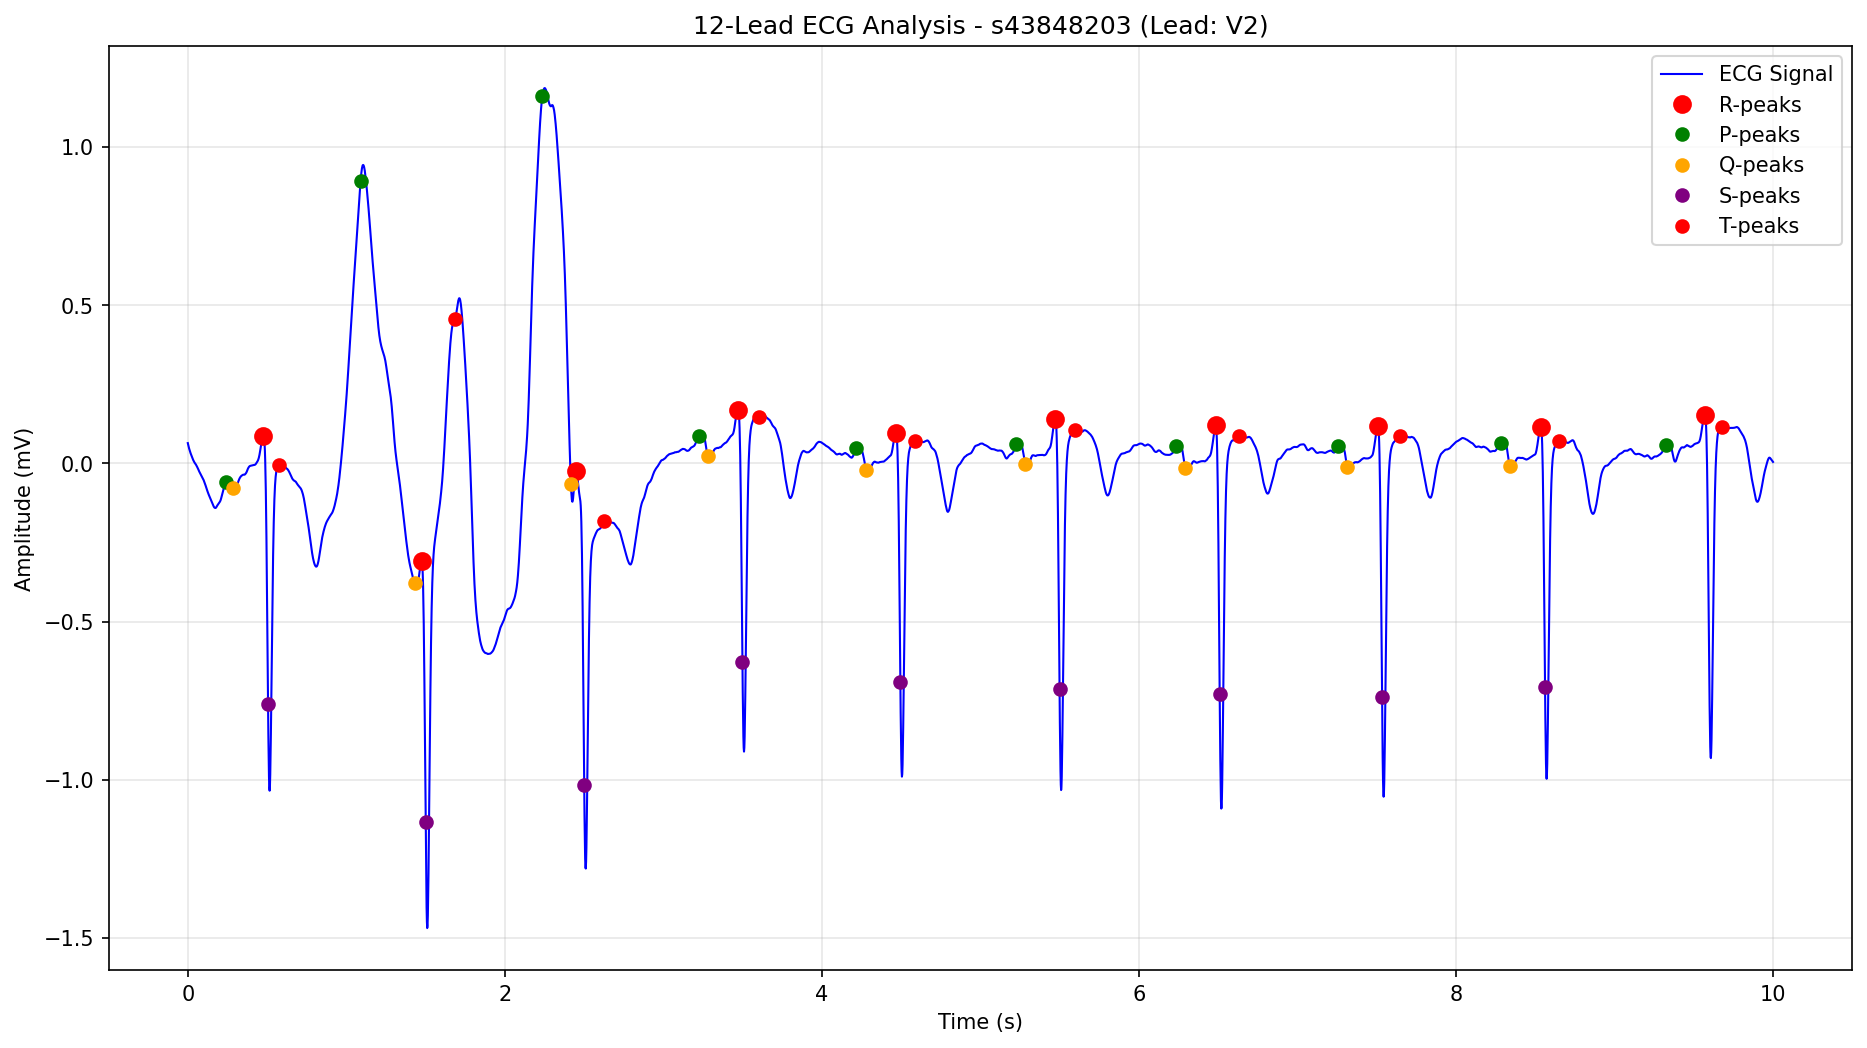 12-Lead ECG Analysis - s43848203 (Lead: V2)
ECG Signal
R-peaks
P-peaks
Q-peaks
S-peaks
T-peaks
Amplitude (mV)
1.0
0.5
0.0
−0.5
−1.0
−1.5
0 2 4 6 8 10
Time (s)